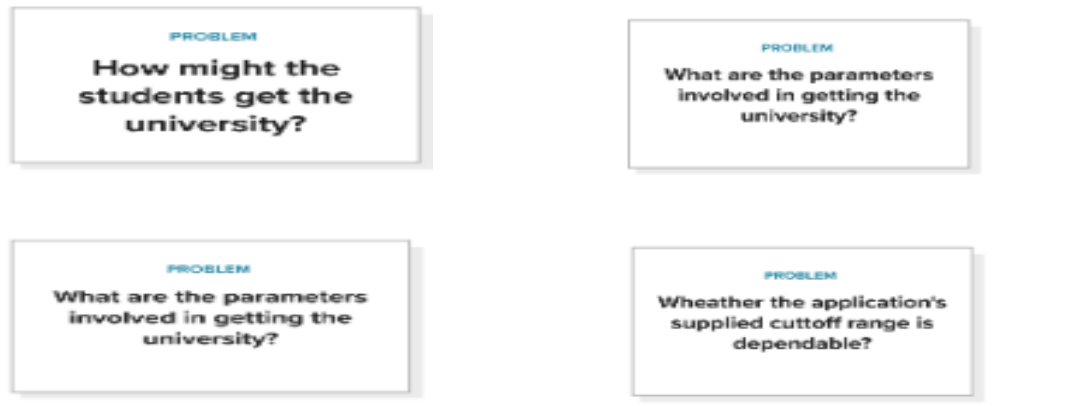 PROBLEM
How might the
students get the
university?
PROBLEM
What are the parameters
involved in getting the
university?
PROBLEM
What are the parameters
involved in getting the
university?
PROBLEM
Wheather the application's
supplied cuttoff range is
dependable?